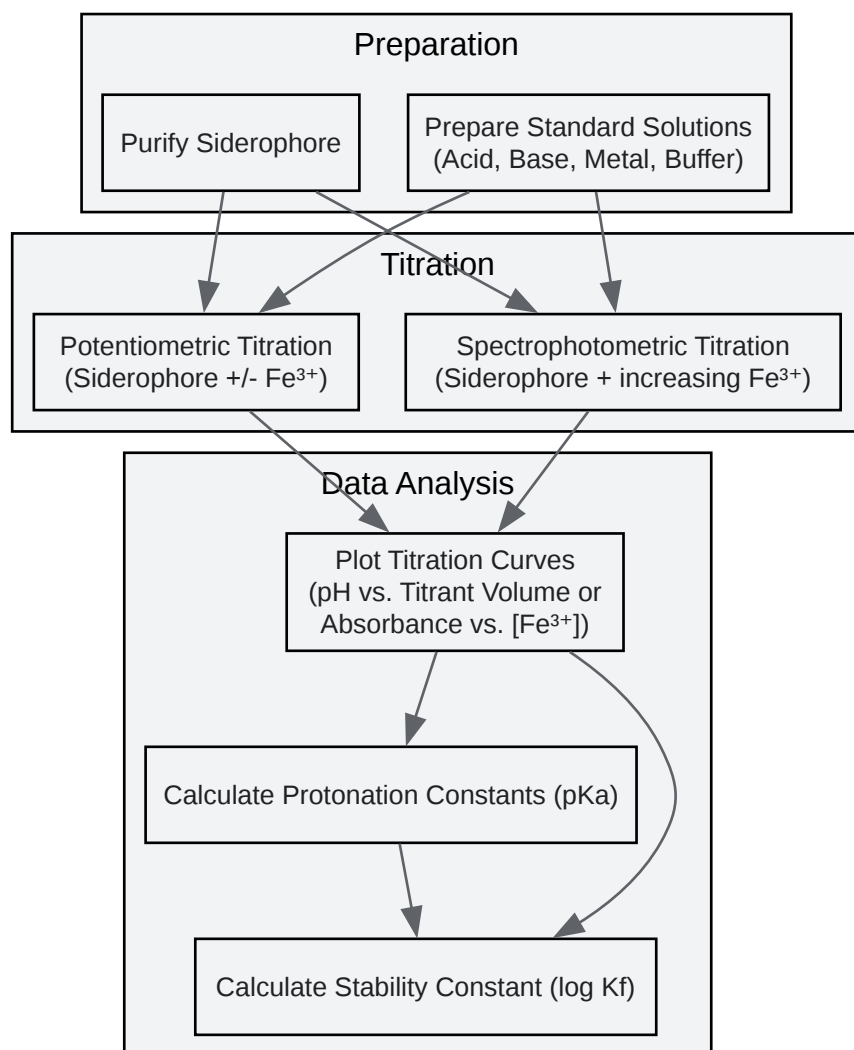 Preparation
Purify Siderophore
Prepare Standard Solutions
(Acid, Base, Metal, Buffer)
Titration
Potentiometric Titration
(Siderophore +/- Fe³⁺)
Spectrophotometric Titration
(Siderophore + increasing Fe³⁺)
Data Analysis
Plot Titration Curves
(pH vs. Titrant Volume or
Absorbance vs. [Fe³⁺])
Calculate Protonation Constants (pKa)
Calculate Stability Constant (log Kf)